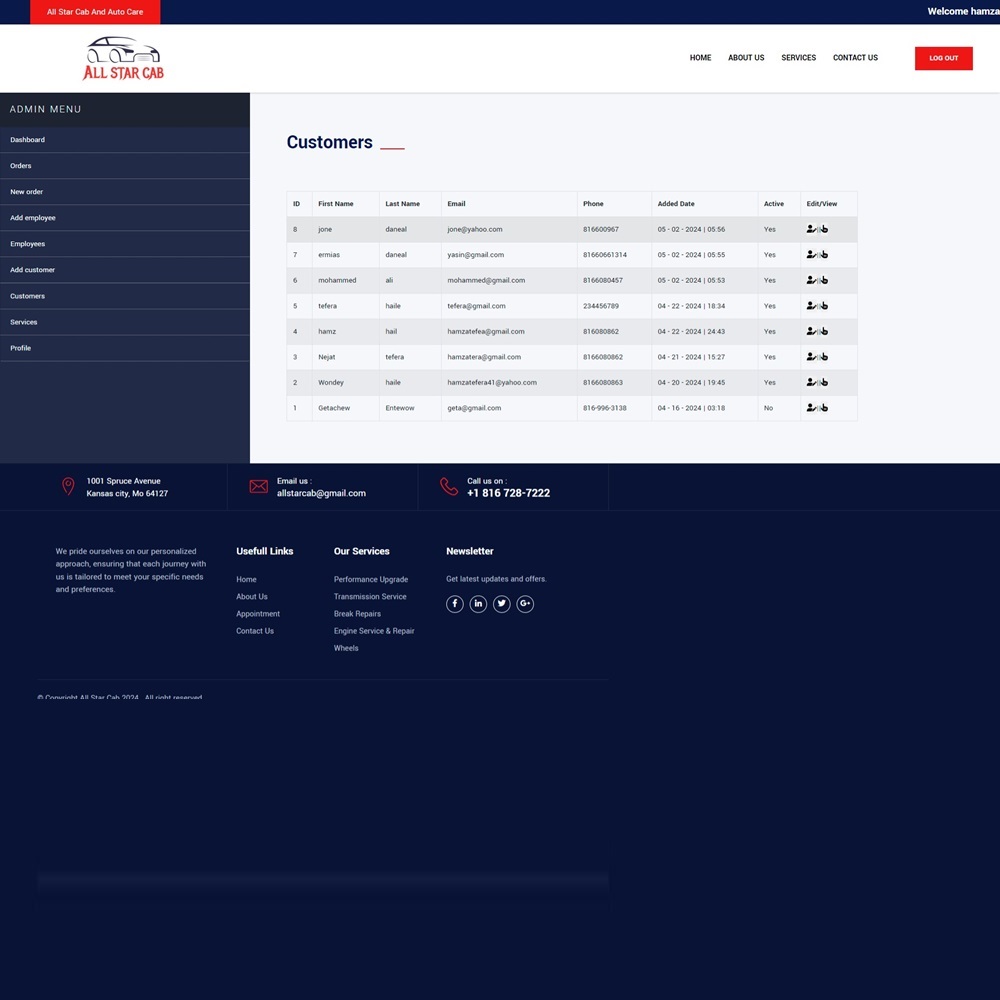 All Star Cab And Auto Care
Welcome hamza
ALL STAR CAB
HOME ABOUT US SERVICES CONTACT US LOG OUT
ADMIN MENU
Dashboard
Orders
New order
Add employee
Employees
Add customer
Customers
Services
Profile
Customers
ID First Name Last Name Email Phone Added Date Active Edit/View
8 jone daneal jone@yahoo.com 816600967 05 - 02 - 2024 | 05:56 Yes
7 ermias daneal yasin@gmail.com 81660661314 05 - 02 - 2024 | 05:55 Yes
6 mohammed ali mohammed@gmail.com 8166080457 05 - 02 - 2024 | 05:53 Yes
5 tefera haile tefera@gmail.com 234456789 04 - 22 - 2024 | 18:34 Yes
4 hamz hail hamzatefea@gmail.com 816080862 04 - 22 - 2024 | 24:43 Yes
3 Nejat tefera hamzatera@gmail.com 8166080862 04 - 21 - 2024 | 15:27 Yes
2 Wondey haile hamzatefera41@yahoo.com 8166080863 04 - 20 - 2024 | 19:45 Yes
1 Getachew Entewow geta@gmail.com 816-996-3138 04 - 16 - 2024 | 03:18 No
1001 Spruce Avenue
Kansas city, Mo 64127
Email us :
allstarcab@gmail.com
Call us on :
+1 816 728-7222
We pride ourselves on our personalized
approach, ensuring that each journey with
us is tailored to meet your specific needs
and preferences.
Usefull Links
Home
About Us
Appointment
Contact Us
Our Services
Performance Upgrade
Transmission Service
Break Repairs
Engine Service & Repair
Wheels
Newsletter
Get latest updates and offers.
© Copyright All Star Cab 2024 . All right reserved.